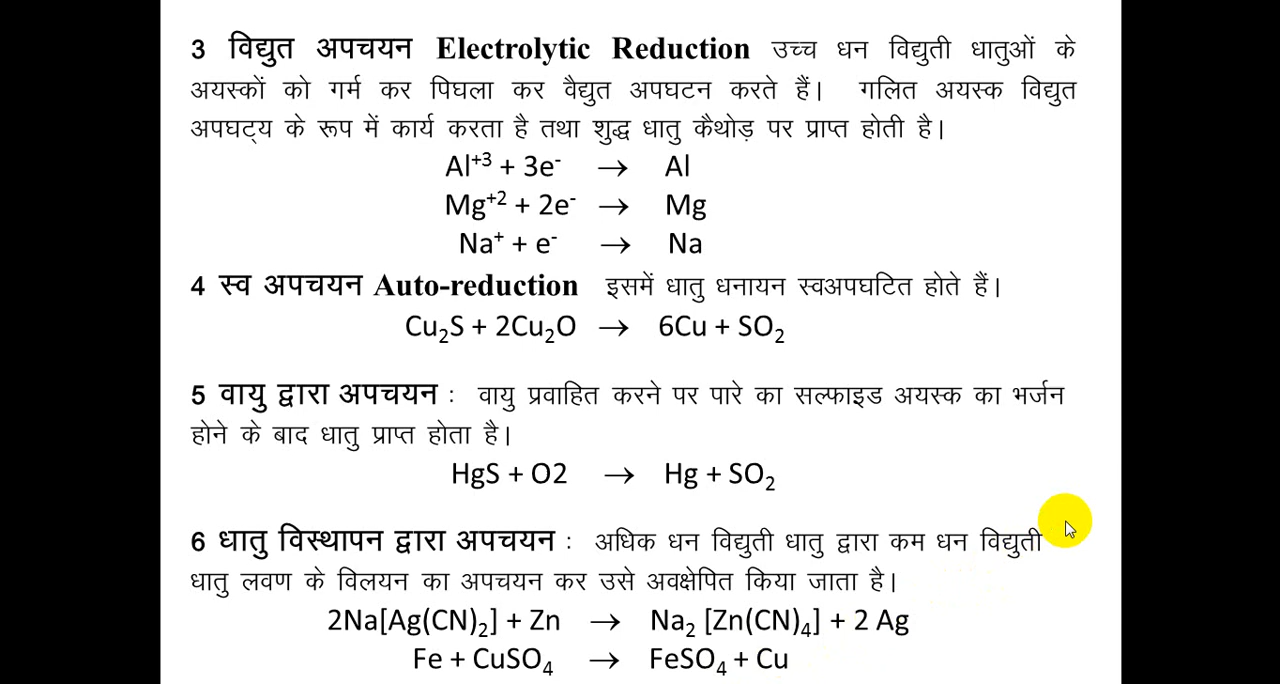 3 विद्युत अपचयन Electrolytic Reduction उच्च धन विद्युती धातुओं के
अयस्कों को गर्म कर पिघला कर वैद्युत अपघटन करते हैं। गलित अयस्क विद्युत
अपघट्य के रूप में कार्य करता है तथा शुद्ध धातु कैथोड़ पर प्राप्त होती है।
Al⁺³ + 3e⁻ → Al
Mg⁺² + 2e⁻ → Mg
Na⁺ + e⁻ → Na
4 स्व अपचयन Auto-reduction इसमें धातु धनायन स्वअपघटित होते हैं।
Cu₂S + 2Cu₂O → 6Cu + SO₂
5 वायु द्वारा अपचयन : वायु प्रवाहित करने पर पारे का सल्फाइड अयस्क का भर्जन
होने के बाद धातु प्राप्त होता है।
HgS + O2 → Hg + SO₂
6 धातु विस्थापन द्वारा अपचयन : अधिक धन विद्युती धातु द्वारा कम धन विद्युती
धातु लवण के विलयन का अपचयन कर उसे अवक्षेपित किया जाता है।
2Na[Ag(CN)₂] + Zn → Na₂ [Zn(CN)₄] + 2 Ag
Fe + CuSO₄ → FeSO₄ + Cu